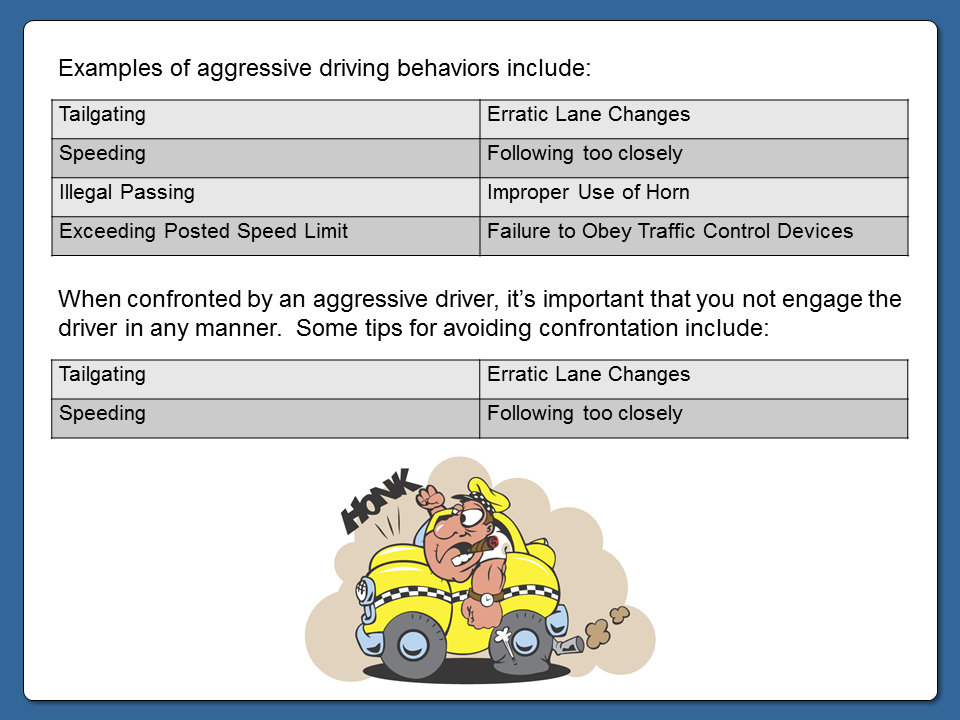 Examples of aggressive driving behaviors include:
Tailgating Erratic Lane Changes
Speeding Following too closely
Illegal Passing Improper Use of Horn
Exceeding Posted Speed Limit Failure to Obey Traffic Control Devices
When confronted by an aggressive driver, it’s important that you not engage the
driver in any manner.  Some tips for avoiding confrontation include:
Tailgating Erratic Lane Changes
Speeding Following too closely
HONK